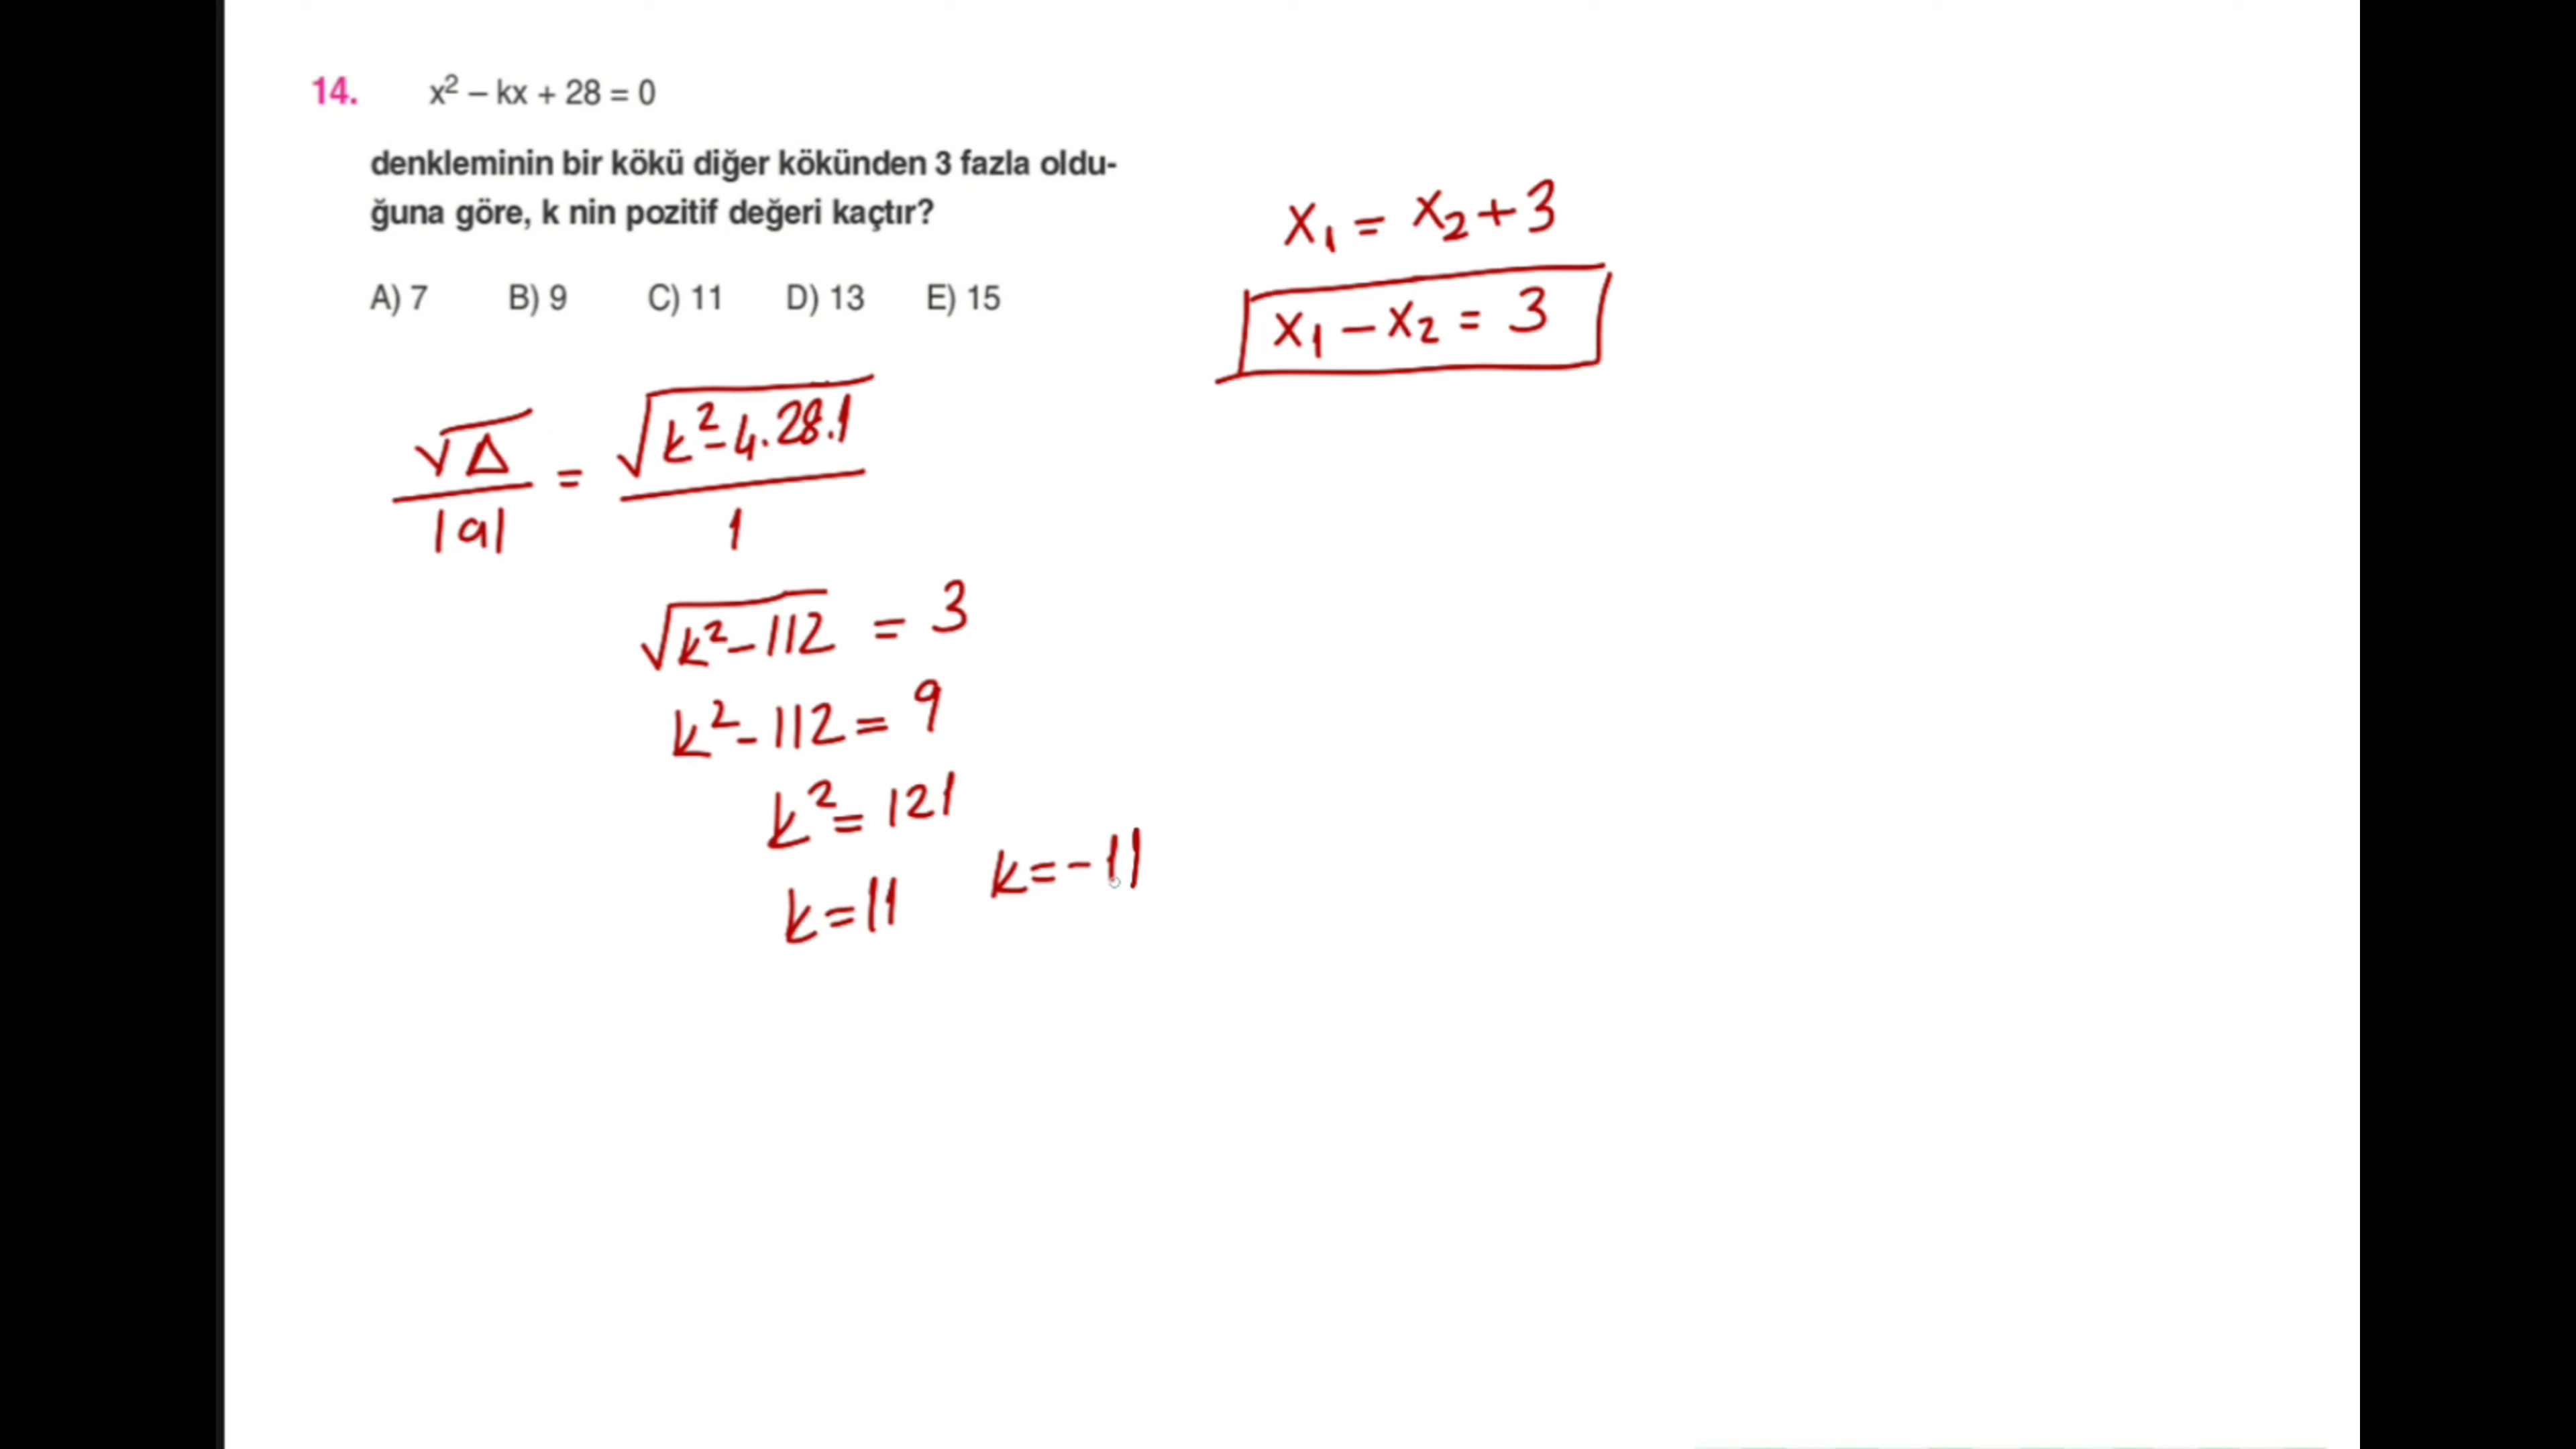 14. x² – kx + 28 = 0
denkleminin bir kökü diğer kökünden 3 fazla oldu-
ğuna göre, k nin pozitif değeri kaçtır?
A) 7 B) 9 C) 11 D) 13 E) 15
x₁ = x₂ + 3
x₁ – x₂ = 3
√Δ / |a| = √(k² – 4.28.1) / 1
√(k² – 112) = 3
k² – 112 = 9
k² = 121
k = 11 k = -11